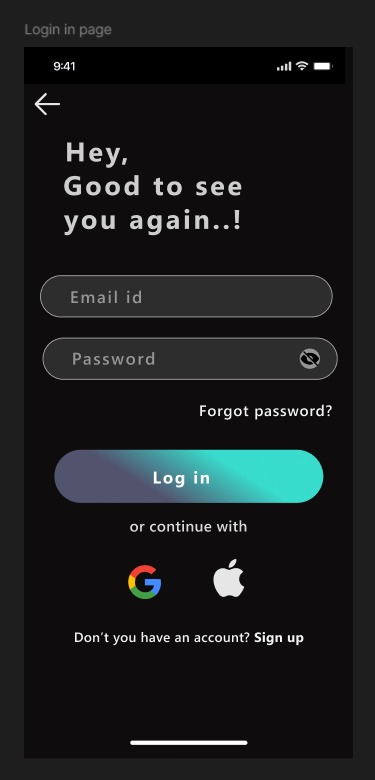 Login in page
9:41
Hey,
Good to see
you again..!
Email id
Password
Forgot password?
Log in
or continue with
Don't you have an account? Sign up